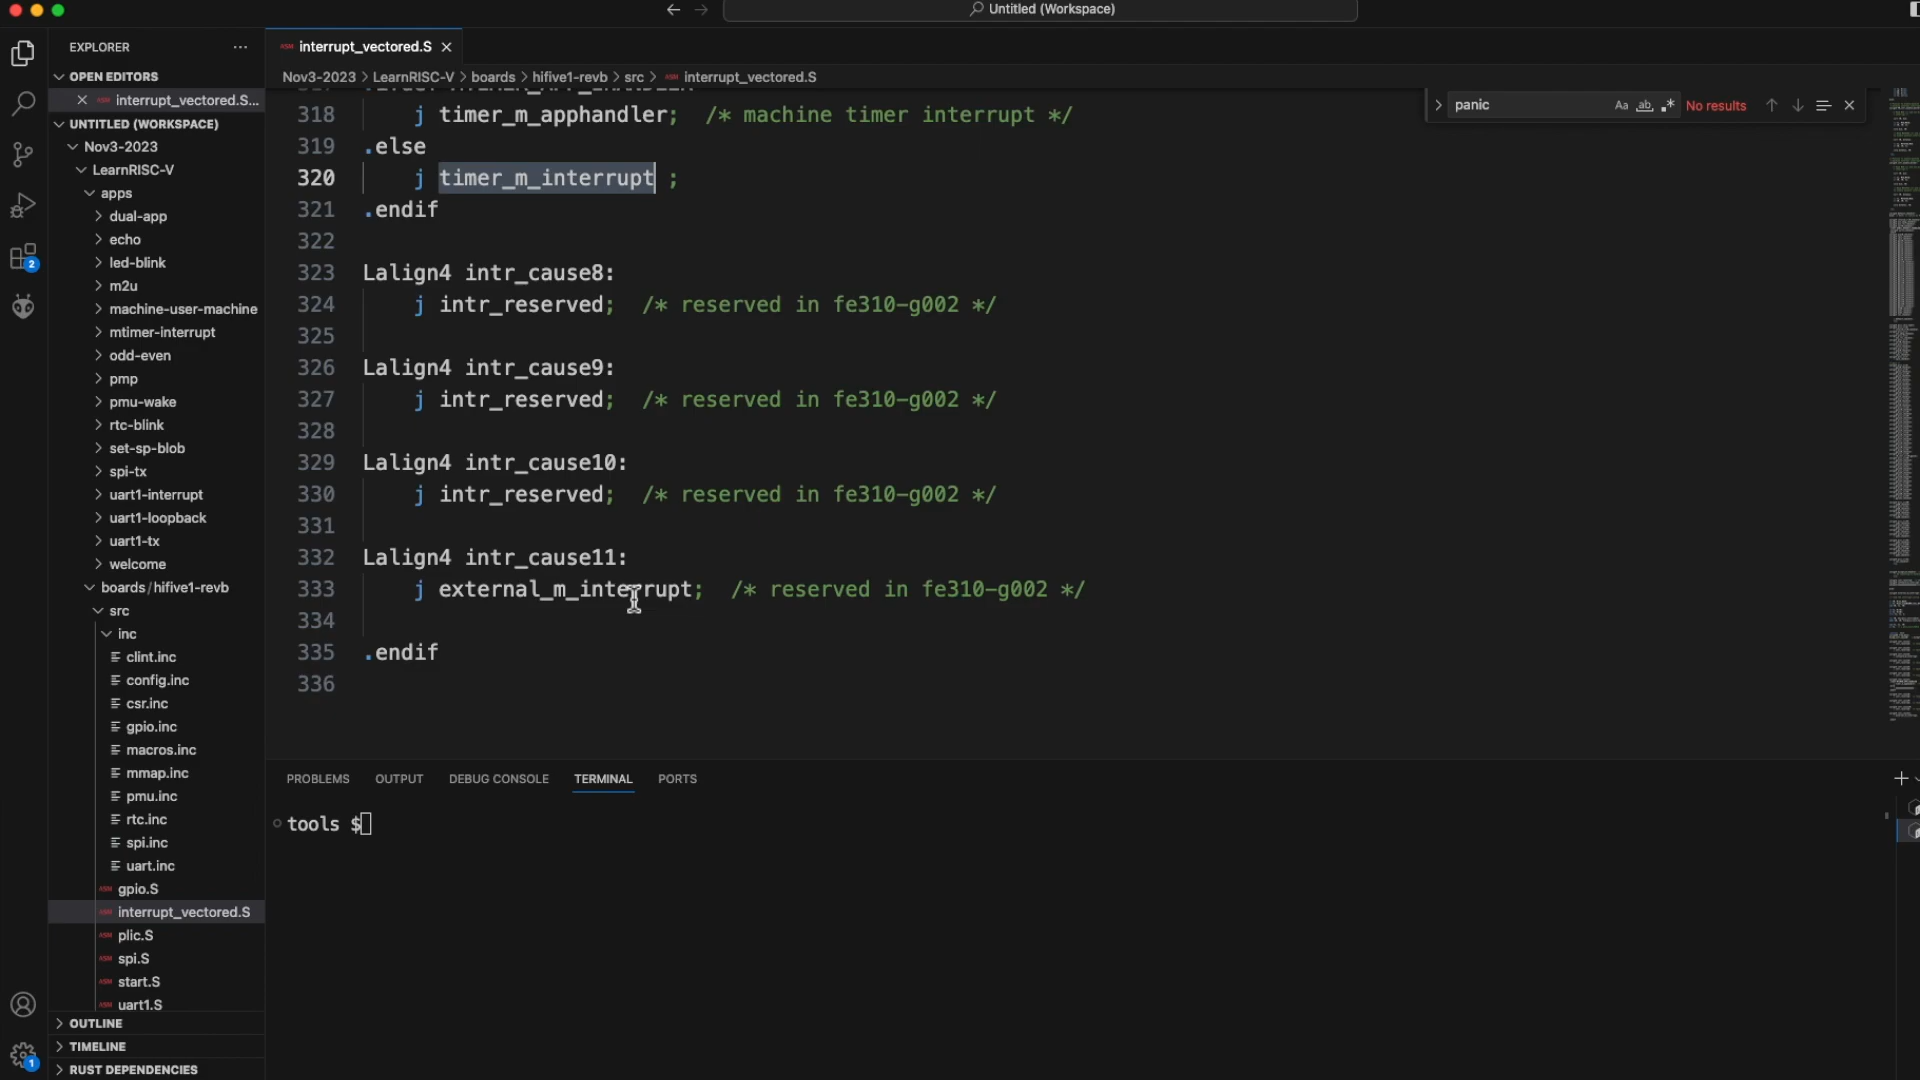 Untitled (Workspace)
EXPLORER
OPEN EDITORS
interrupt_vectored.S...
UNTITLED (WORKSPACE)
Nov3-2023
LearnRISC-V
apps
dual-app
echo
led-blink
m2u
machine-user-machine
mtimer-interrupt
odd-even
pmp
pmu-wake
rtc-blink
set-sp-blob
spi-tx
uart1-interrupt
uart1-loopback
uart1-tx
welcome
boards/hifive1-revb
src
inc
clint.inc
config.inc
csr.inc
gpio.inc
macros.inc
mmap.inc
pmu.inc
rtc.inc
spi.inc
uart.inc
gpio.S
interrupt_vectored.S
plic.S
spi.S
start.S
uart1.S
OUTLINE
TIMELINE
RUST DEPENDENCIES
2
1
interrupt_vectored.S
Nov3-2023 > LearnRISC-V > boards > hifive1-revb > src > interrupt_vectored.S
panic Aa ab .* No results
318 j timer_m_apphandler; /* machine timer interrupt */
319 .else
320 j timer_m_interrupt ;
321 .endif
322
323 Lalign4 intr_cause8:
324 j intr_reserved; /* reserved in fe310-g002 */
325
326 Lalign4 intr_cause9:
327 j intr_reserved; /* reserved in fe310-g002 */
328
329 Lalign4 intr_cause10:
330 j intr_reserved; /* reserved in fe310-g002 */
331
332 Lalign4 intr_cause11:
333 j external_m_interrupt; /* reserved in fe310-g002 */
334
335 .endif
336
PROBLEMS OUTPUT DEBUG CONSOLE TERMINAL PORTS
tools $